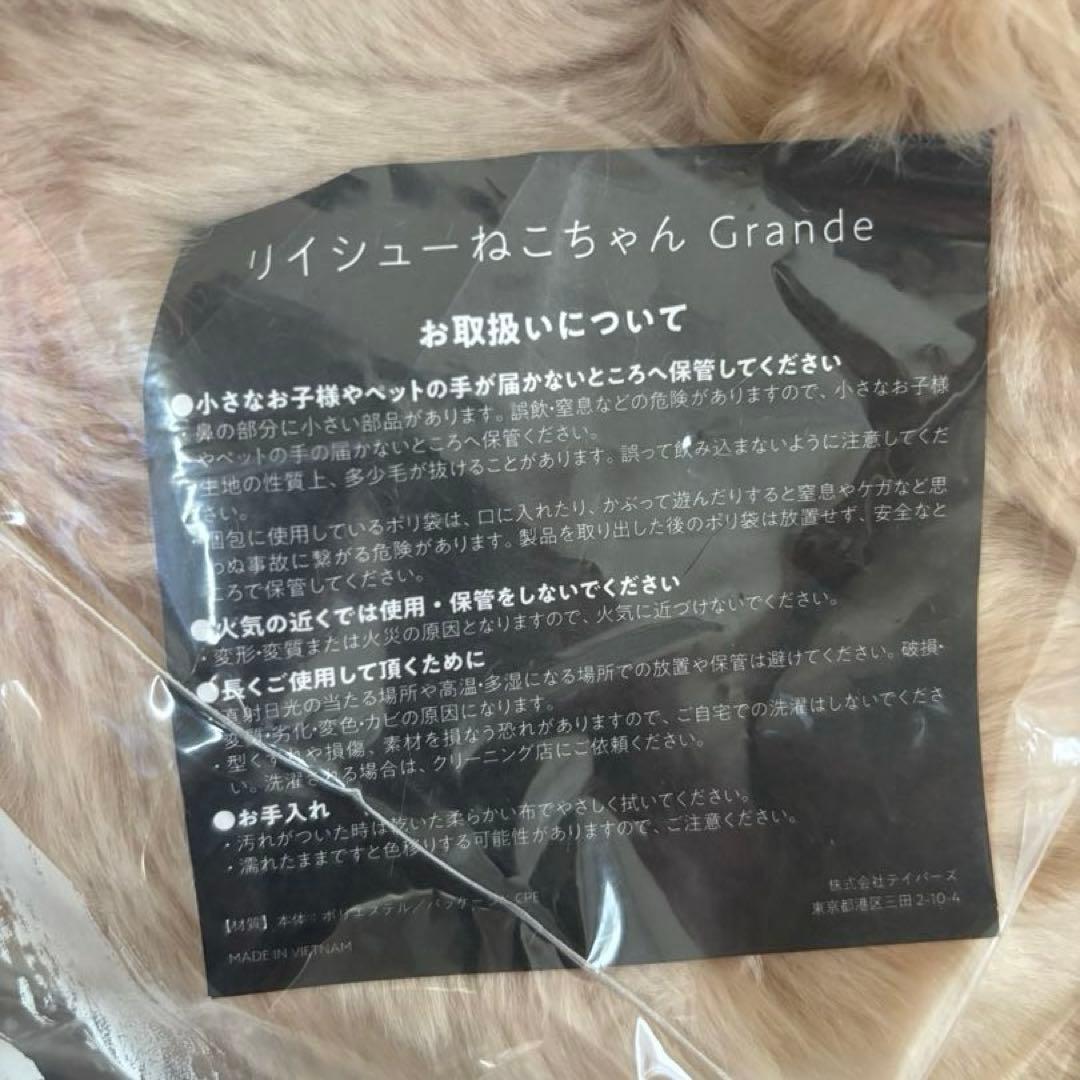 リイシューねこちゃん Grande
お取扱いについて
●小さなお子様やペットの手が届かないところへ保管してください
・鼻の部分に小さい部品があります。誤飲・窒息などの危険がありますので、小さなお子様
やペットの手の届かないところへ保管ください。
生地の性質上、多少毛が抜けることがあります。誤って飲み込まないように注意してくだ
さい。
梱包に使用しているポリ袋は、口に入れたり、かぶって遊んだりすると窒息やケガなど思
わぬ事故に繋がる危険があります。製品を取り出した後のポリ袋は放置せず、安全なと
ころで保管してください。
●火気の近くでは使用・保管をしないでください
・変形・変質または火災の原因となりますので、火気に近づけないでください。
●長くご使用して頂くために
直射日光の当たる場所や高温・多湿になる場所での放置や保管は避けてください。破損・
変質・劣化・変色・カビの原因になります。
・型くずれや損傷、素材を損なう恐れがありますので、ご自宅での洗濯はしないでくださ
い。洗濯される場合は、クリーニング店にご依頼ください。
●お手入れ
・汚れがついた時は乾いた柔らかい布でやさしく拭いてください。
・濡れたままですと色移りする可能性がありますので、ご注意ください。
【材質】本体：ポリエステル／パッケージ：CPE
MADE IN VIETNAM
株式会社テイパーズ
東京都港区三田 2-10-4